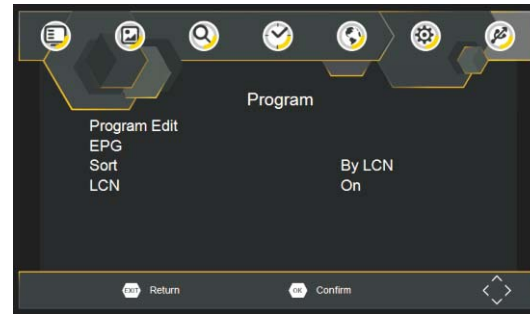 Program
Program Edit
EPG
Sort By LCN
LCN On
EXIT Return OK Confirm